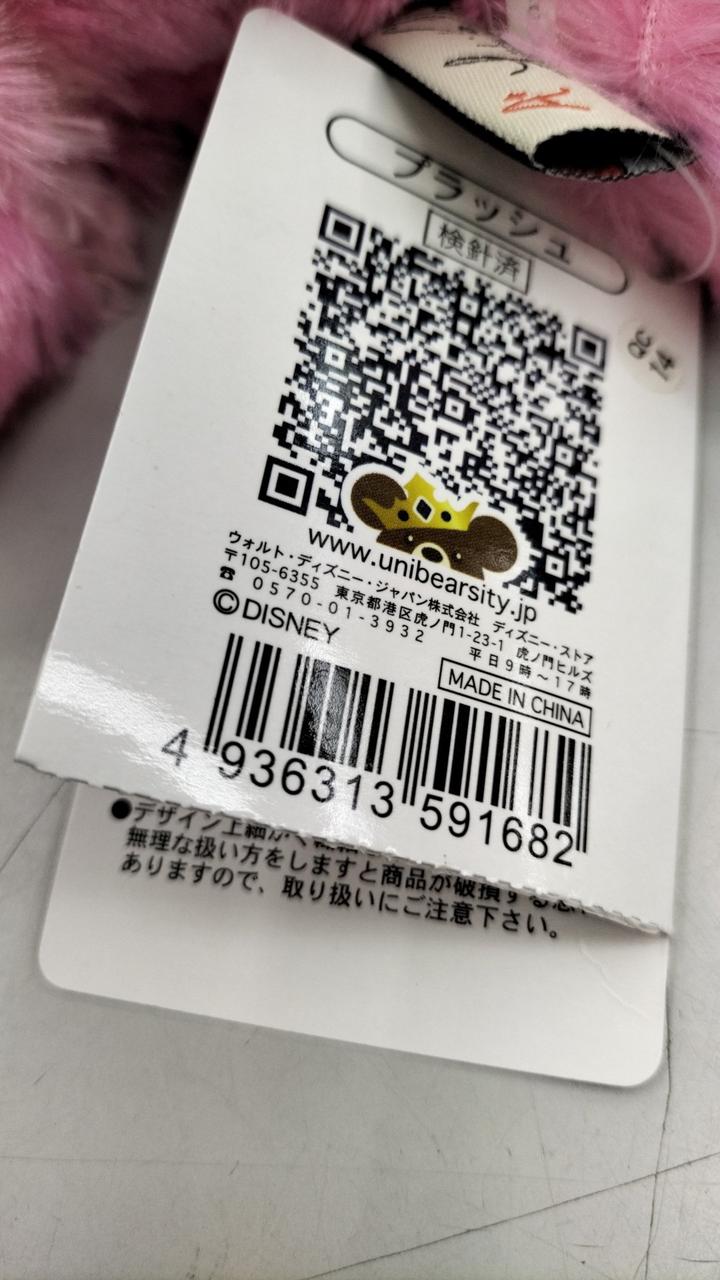 プラッシュ
検針済
QC
14
www.unibearsity.jp
ウォルト・ディズニー・ジャパン株式会社 ディズニー・ストア
〒105-6355 東京都港区虎ノ門1-23-1 虎ノ門ヒルズ
☎ 0570-01-3932 平日9時～17時
©DISNEY
MADE IN CHINA
4 936313 591682
●デザイン上細か
無理な扱い方をしますと商品が破損する恐
ありますので、取り扱いにご注意下さい。